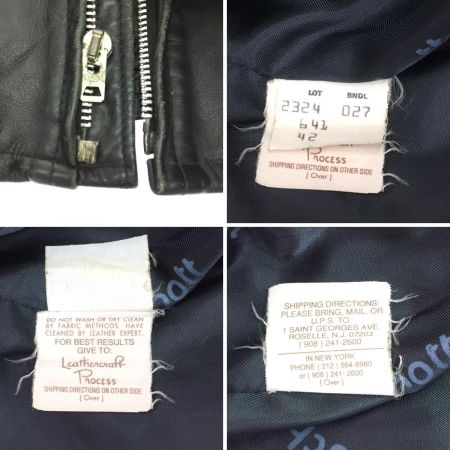 LOT BNDL
2324 027
641
42
Process
SHIPPING DIRECTIONS ON OTHER SIDE
( Over )
ott
DO NOT WASH OR DRY CLEAN
BY FABRIC METHODS. HAVE
CLEANED BY LEATHER EXPERT.
FOR BEST RESULTS
GIVE TO:
Leathercraft
Process
SHIPPING DIRECTIONS ON OTHER SIDE
( Over )
SHIPPING DIRECTIONS:
PLEASE BRING, MAIL, OR
U.P.S. TO:
1 SAINT GEORGES AVE.
ROSELLE, N.J. 07203
( 908 ) 241-2600
IN NEW YORK
PHONE ( 212 ) 564-8980
or ( 908 ) 241- 2600
( Over )
ott